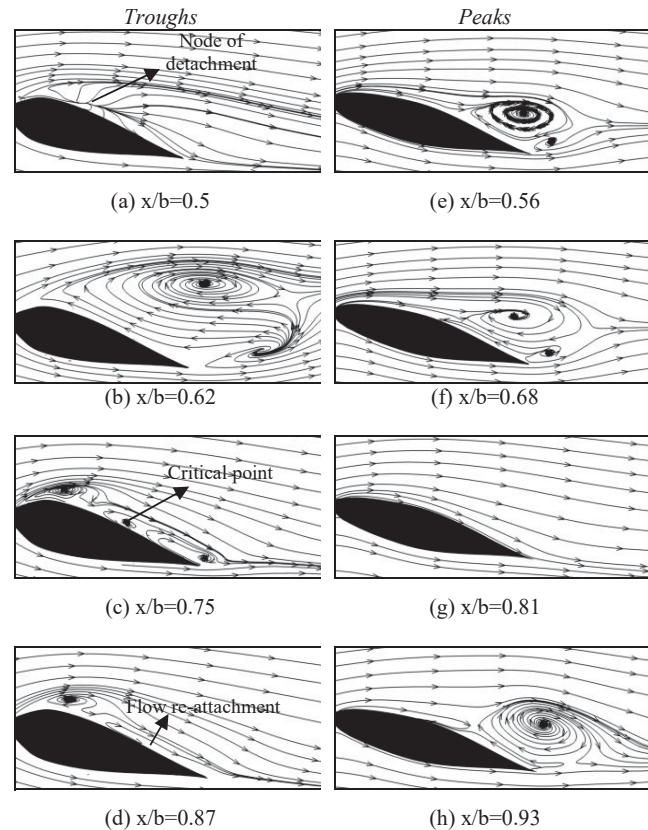 Troughs
Peaks
Node of
detachment
(a) x/b=0.5
(e) x/b=0.56
(b) x/b=0.62
(f) x/b=0.68
Critical point
(c) x/b=0.75
(g) x/b=0.81
Flow re-attachment
(d) x/b=0.87
(h) x/b=0.93